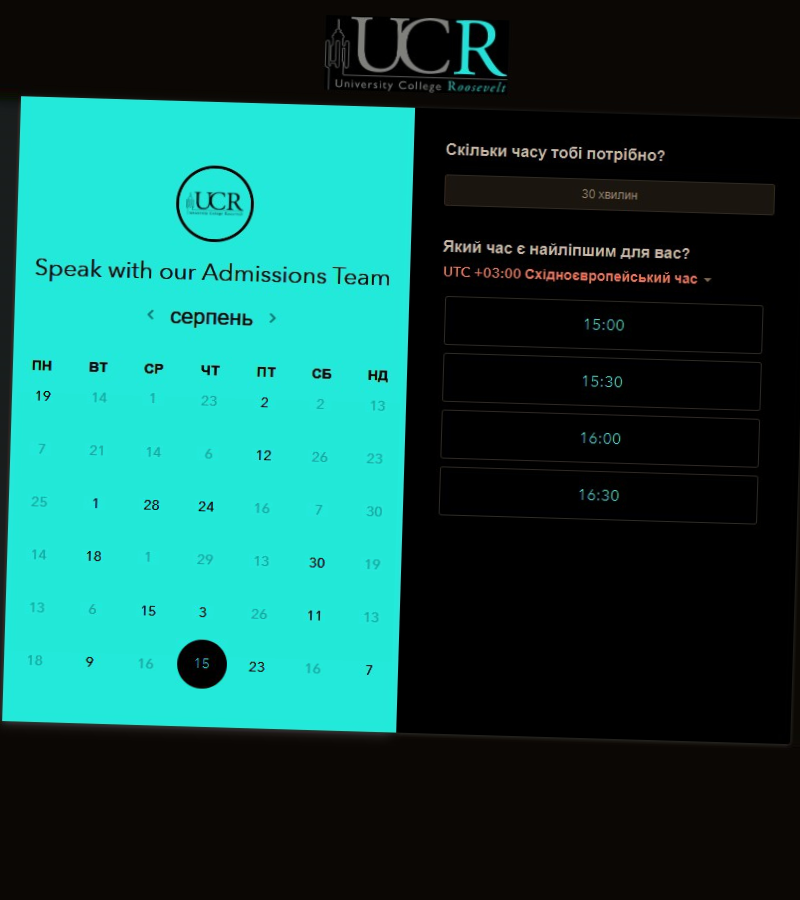 UCR
University College Roosevelt
UCR
Speak with our Admissions Team
серпень
ПН ВТ СР ЧТ ПТ СБ НД
19 14 1 23 2 2 13
7 21 14 6 12 26 23
25 1 28 24 16 7 30
14 18 1 29 13 30 19
13 6 15 3 26 11 13
18 9 16 15 23 16 7
Скільки часу тобі потрібно?
30 хвилин
Який час є найліпшим для вас?
UTC +03:00 Східноєвропейський час
15:00
15:30
16:00
16:30